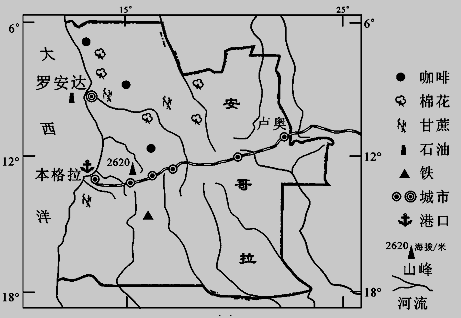 15°
25°
6°
6°
大
西
洋
罗安达
安
哥
拉
卢奥
12°
12°
2620
本格拉
18°
18°
咖啡
棉花
甘蔗
石油
铁
城市
港口
2620 海拔/米
山峰
河流